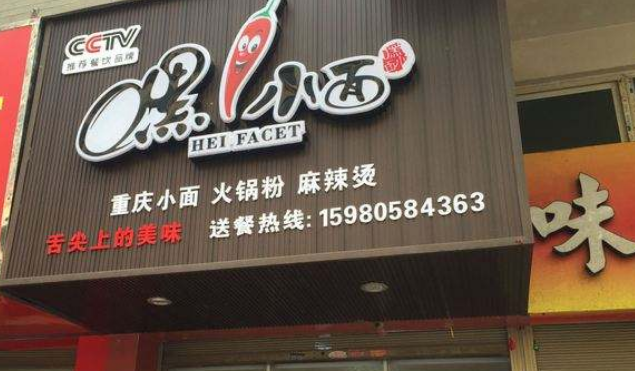 CCTV
推荐餐饮品牌
嘿小面
HEI FACET
重庆小面 火锅粉 麻辣烫
舌尖上的美味 送餐热线: 15980584363
味